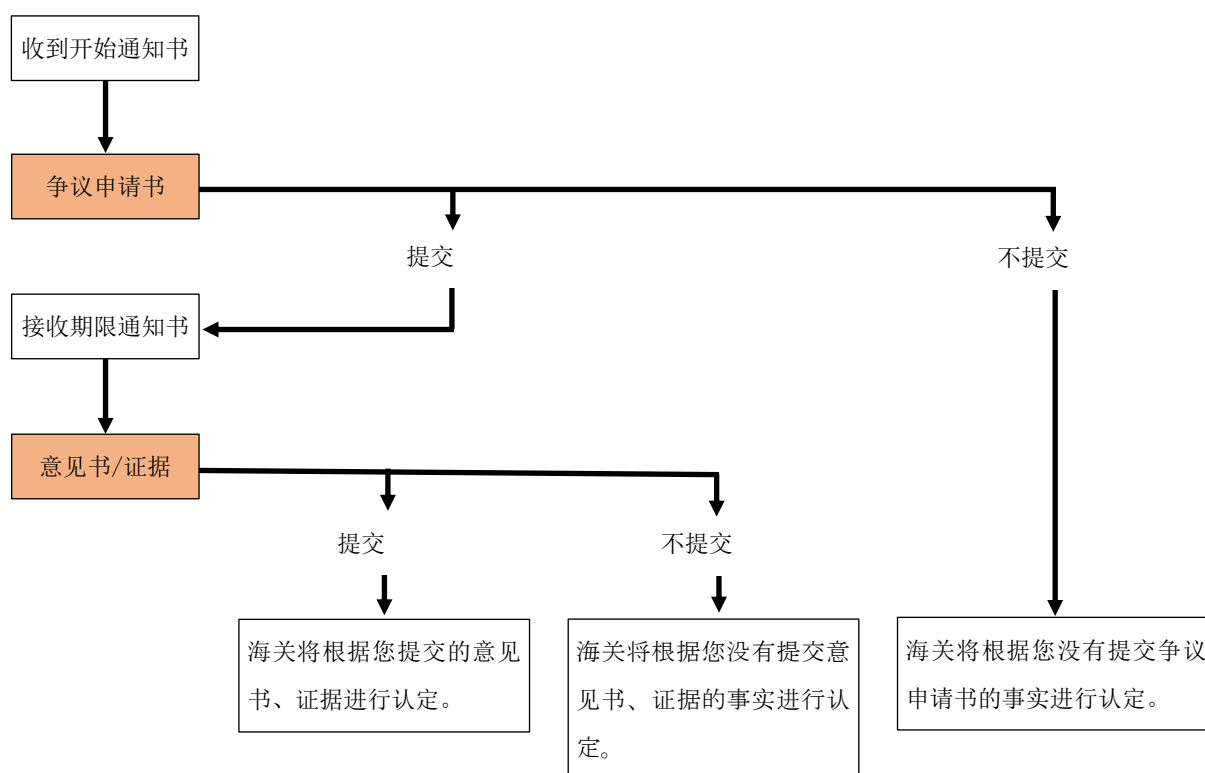 收到开始通知书
争议申请书
提交
不提交
接收期限通知书
意见书/证据
提交
不提交
海关将根据您提交的意见
书、证据进行认定。
海关将根据您没有提交意
见书、证据的事实进行认
定。
海关将根据您没有提交争议
申请书的事实进行认定。